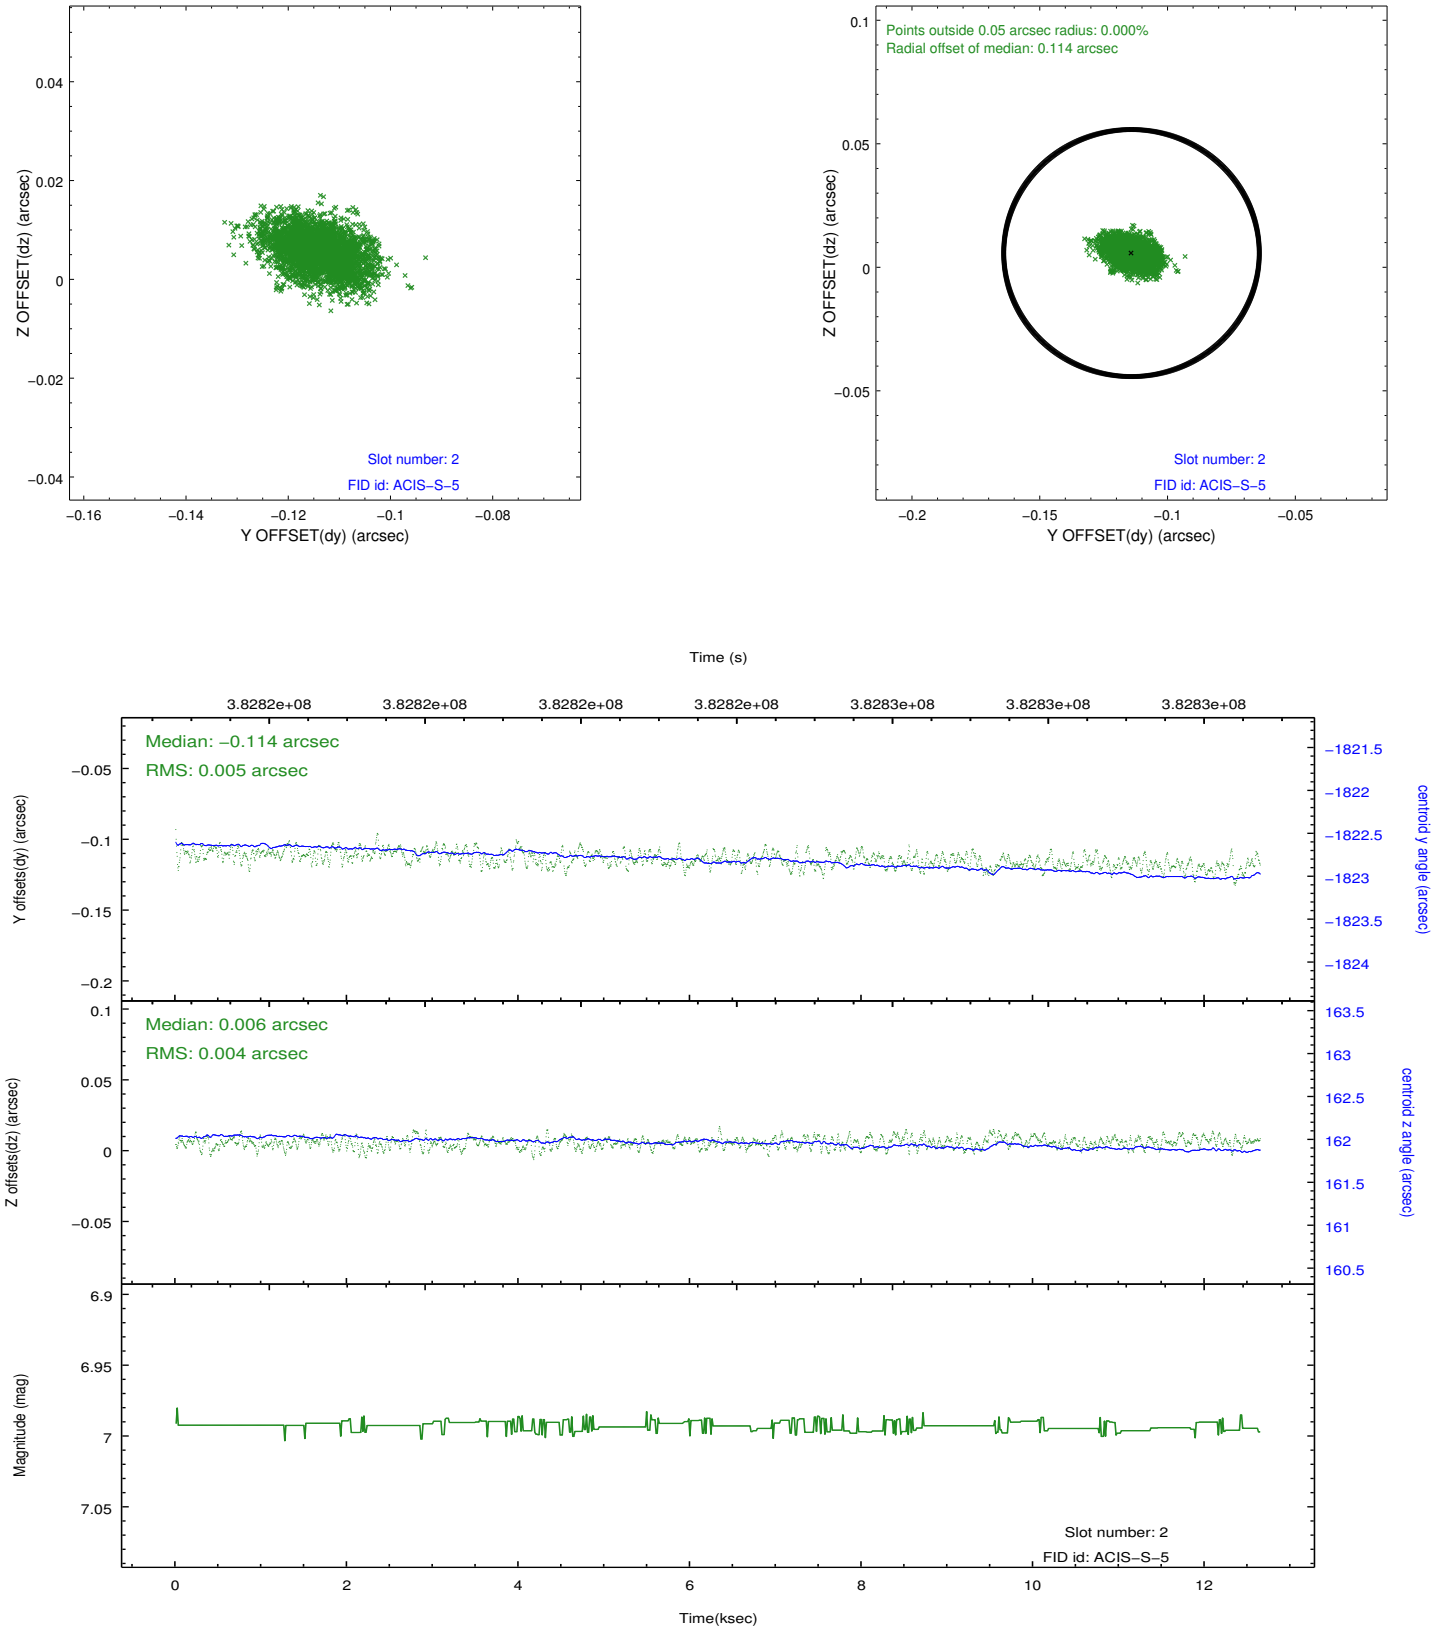 0.04
0.02
0
−0.02
−0.04
Z OFFSET(dz) (arcsec)
Slot number: 2
FID id: ACIS−S−5
−0.16
−0.14
−0.12
−0.1
−0.08
Y OFFSET(dy) (arcsec)
Points outside 0.05 arcsec radius: 0.000%
Radial offset of median: 0.114 arcsec
0.1
0.05
0
−0.05
Z OFFSET(dz) (arcsec)
Slot number: 2
FID id: ACIS−S−5
−0.2
−0.15
−0.1
−0.05
Y OFFSET(dy) (arcsec)
Time (s)
3.8282e+08
3.8282e+08
3.8282e+08
3.8282e+08
3.8283e+08
3.8283e+08
3.8283e+08
Median: −0.114 arcsec
RMS: 0.005 arcsec
−0.05
−0.1
−0.15
−0.2
Y offsets(dy) (arcsec)
−1821.5
−1822
−1822.5
−1823
−1823.5
−1824
centroid y angle (arcsec)
Median: 0.006 arcsec
RMS: 0.004 arcsec
0.1
0.05
0
−0.05
Z offsets(dz) (arcsec)
163.5
163
162.5
162
161.5
161
160.5
centroid z angle (arcsec)
6.9
6.95
7
7.05
Magnitude (mag)
Slot number: 2
FID id: ACIS−S−5
0
2
4
6
8
10
12
Time(ksec)